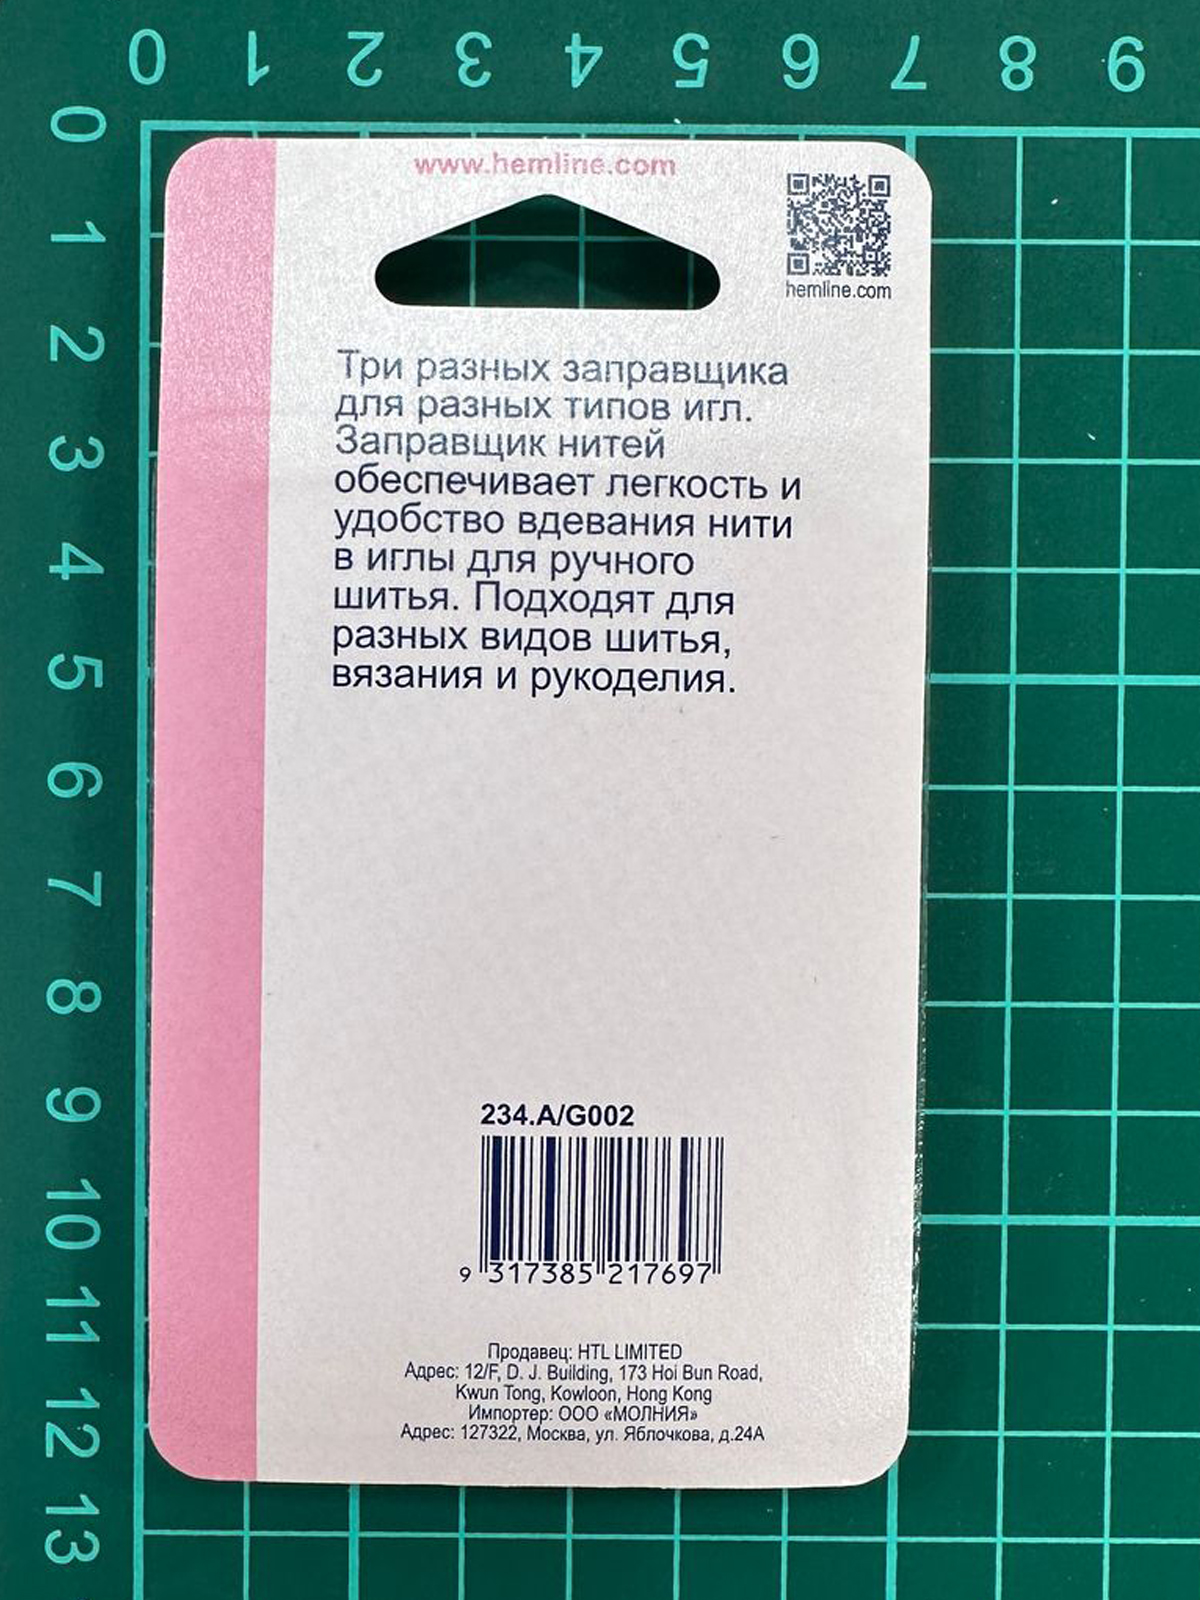 0 1 2 3 4 5 6 7 8 9
0
1
2
3
4
5
6
7
8
9
10
11
12
13
www.hemline.com
hemline.com
Три разных заправщика
для разных типов игл.
Заправщик нитей
обеспечивает легкость и
удобство вдевания нити
в иглы для ручного
шитья. Подходят для
разных видов шитья,
вязания и рукоделия.
234.A/G002
9 317385 217697
Продавец: HTL LIMITED
Адрес: 12/F, D. J. Building, 173 Hoi Bun Road,
Kwun Tong, Kowloon, Hong Kong
Импортер: ООО «МОЛНИЯ»
Адрес: 127322, Москва, ул. Яблочкова, д.24А